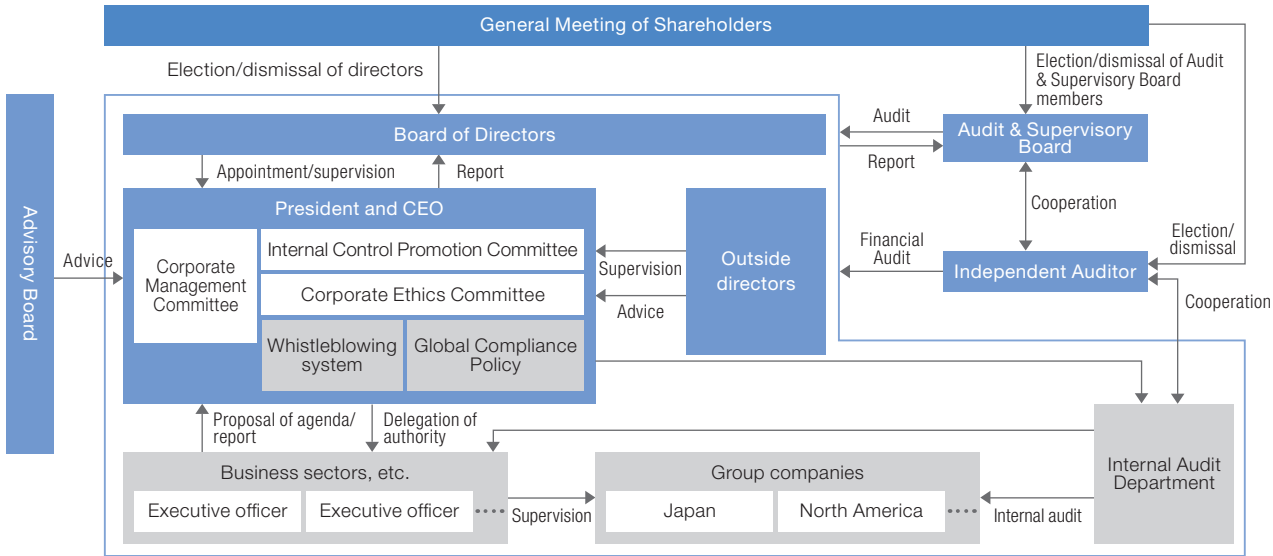 General Meeting of Shareholders
Election/dismissal of directors
Election/dismissal of Audit
& Supervisory Board
members
Advisory Board
Board of Directors
Audit
Report
Audit & Supervisory
Board
Appointment/supervision
Report
President and CEO
Cooperation
Advice
Corporate
Management
Committee
Internal Control Promotion Committee
Corporate Ethics Committee
Whistleblowing
system
Global Compliance
Policy
Supervision
Advice
Outside
directors
Financial
Audit
Independent Auditor
Election/
dismissal
Cooperation
Proposal of agenda/
report
Delegation of
authority
Business sectors, etc.
Executive officer
Executive officer
Supervision
Group companies
Japan
North America
Internal audit
Internal Audit
Department